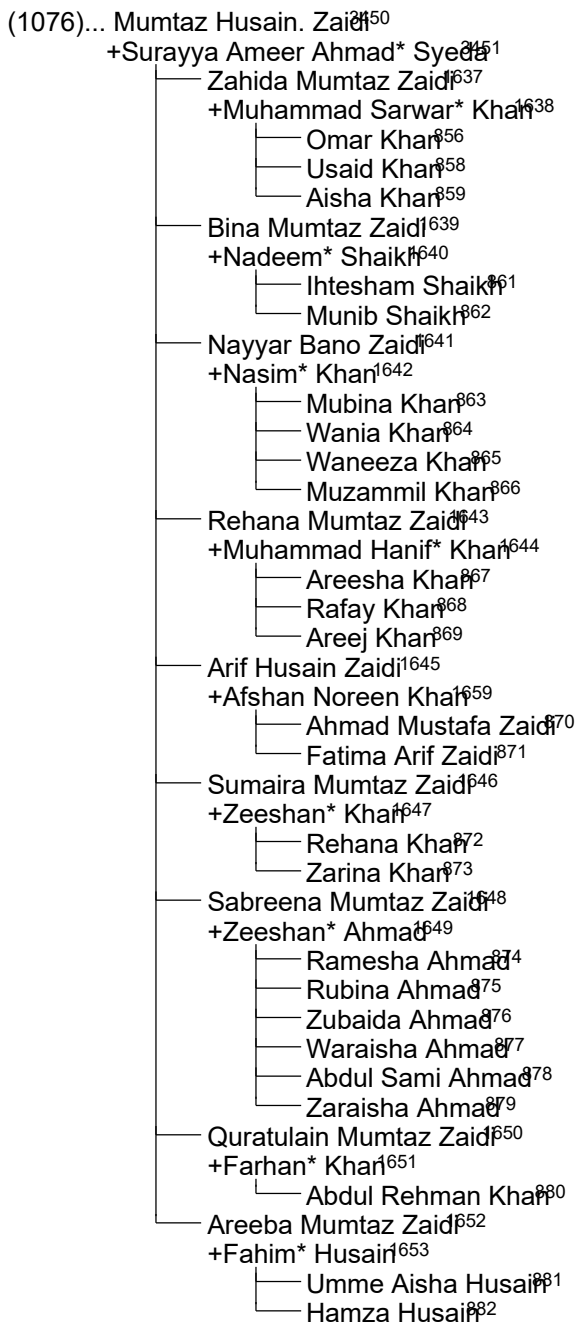 (1076)... Mumtaz Husain. Zaidi3450
+Surayya Ameer Ahmad* Syeda3451
Zahida Mumtaz Zaidi1637
+Muhammad Sarwar* Khan1638
Omar Khan856
Usaid Khan858
Aisha Khan859
Bina Mumtaz Zaidi1639
+Nadeem* Shaikh1640
Ihtesham Shaikh861
Munib Shaikh862
Nayyar Bano Zaidi1641
+Nasim* Khan1642
Mubina Khan863
Wania Khan864
Waneeza Khan865
Muzammil Khan866
Rehana Mumtaz Zaidi1643
+Muhammad Hanif* Khan1644
Areesha Khan867
Rafay Khan868
Areej Khan869
Arif Husain Zaidi1645
+Afshan Noreen Khan1659
Ahmad Mustafa Zaidi870
Fatima Arif Zaidi871
Sumaira Mumtaz Zaidi1646
+Zeeshan* Khan1647
Rehana Khan872
Zarina Khan873
Sabreena Mumtaz Zaidi1648
+Zeeshan* Ahmad1649
Ramesha Ahmad874
Rubina Ahmad875
Zubaida Ahmad876
Waraisha Ahmad877
Abdul Sami Ahmad878
Zaraisha Ahmad879
Quratulain Mumtaz Zaidi1650
+Farhan* Khan1651
Abdul Rehman Khan880
Areeba Mumtaz Zaidi1652
+Fahim* Husain1653
Umme Aisha Husain881
Hamza Husain882